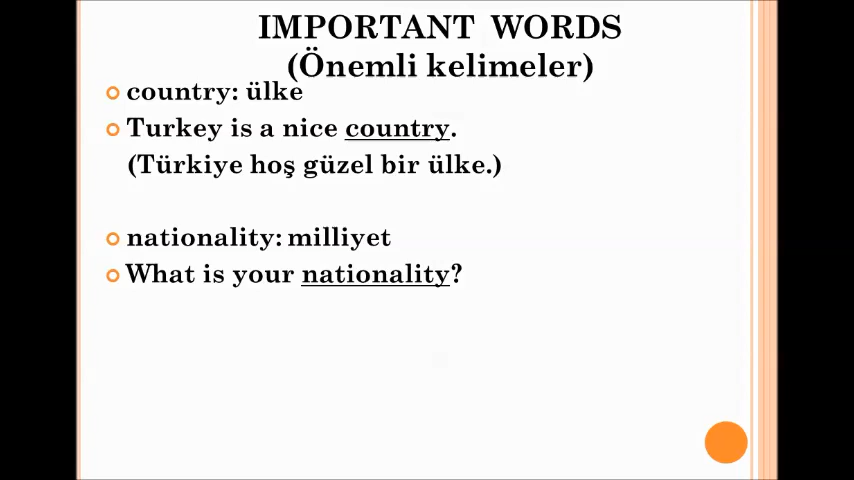 IMPORTANT WORDS
(Önemli kelimeler)
country: ülke
Turkey is a nice country.
(Türkiye hoş güzel bir ülke.)
nationality: milliyet
What is your nationality?